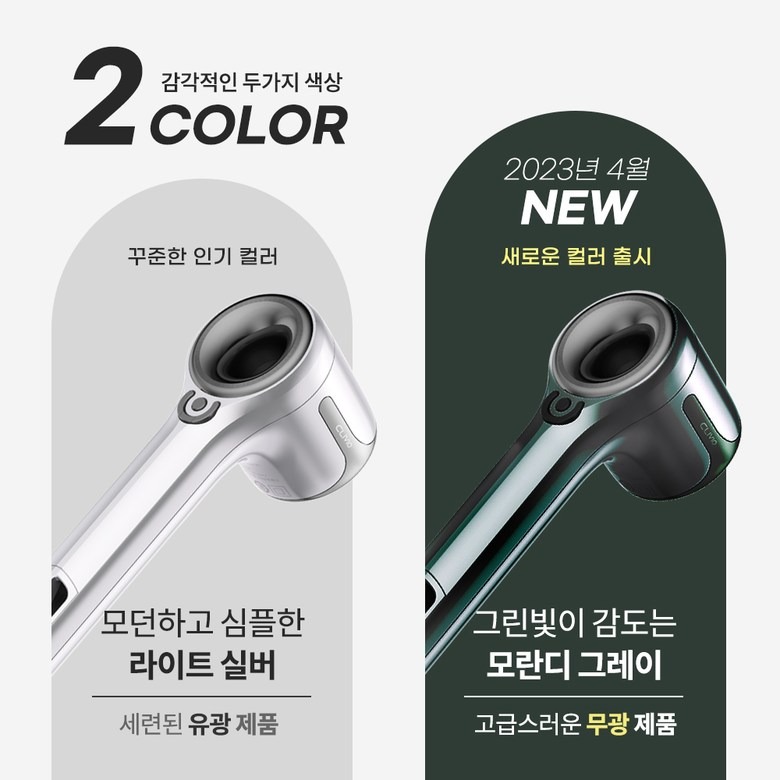 2
감각적인 두가지 색상
COLOR
꾸준한 인기 컬러
모던하고 심플한
라이트 실버
세련된 유광 제품
2023년 4월
NEW
새로운 컬러 출시
그린빛이 감도는
모란디 그레이
고급스러운 무광 제품